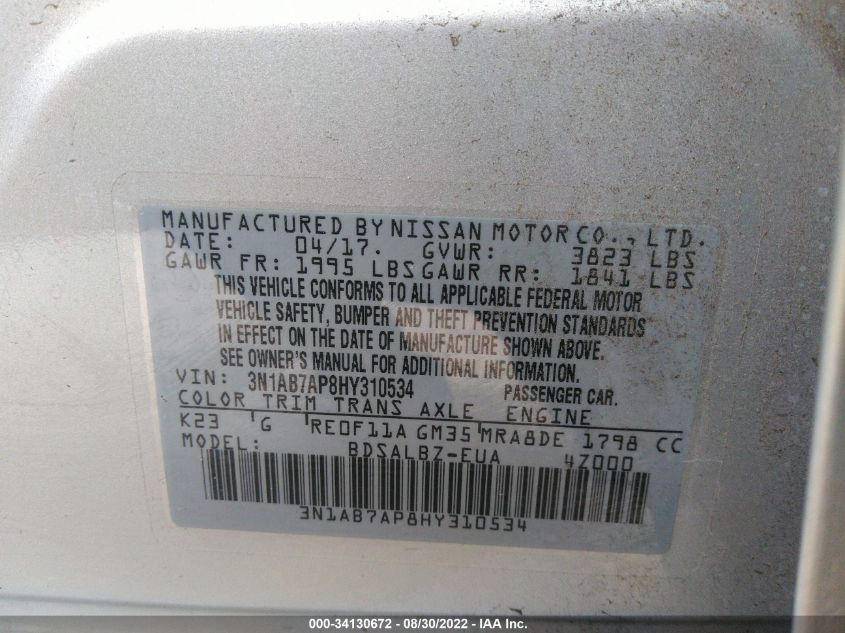 MANUFACTURED BY NISSAN MOTOR CO., LTD.
DATE: 04/17. GVWR: 3823 LBS
GAWR FR: 1995 LBS GAWR RR: 1841 LBS
THIS VEHICLE CONFORMS TO ALL APPLICABLE FEDERAL MOTOR
VEHICLE SAFETY, BUMPER AND THEFT PREVENTION STANDARDS
IN EFFECT ON THE DATE OF MANUFACTURE SHOWN ABOVE.
SEE OWNER'S MANUAL FOR ADDITIONAL INFORMATION.
VIN: 3N1AB7AP8HY310534 PASSENGER CAR.
COLOR TRIM TRANS AXLE ENGINE
K23 G RE0F11A GM35 MRA8DE 1798 CC
MODEL: BDSALBZ-EUA 4Z000
3N1AB7AP8HY310534
000-34130672 - 08/30/2022 - IAA Inc.